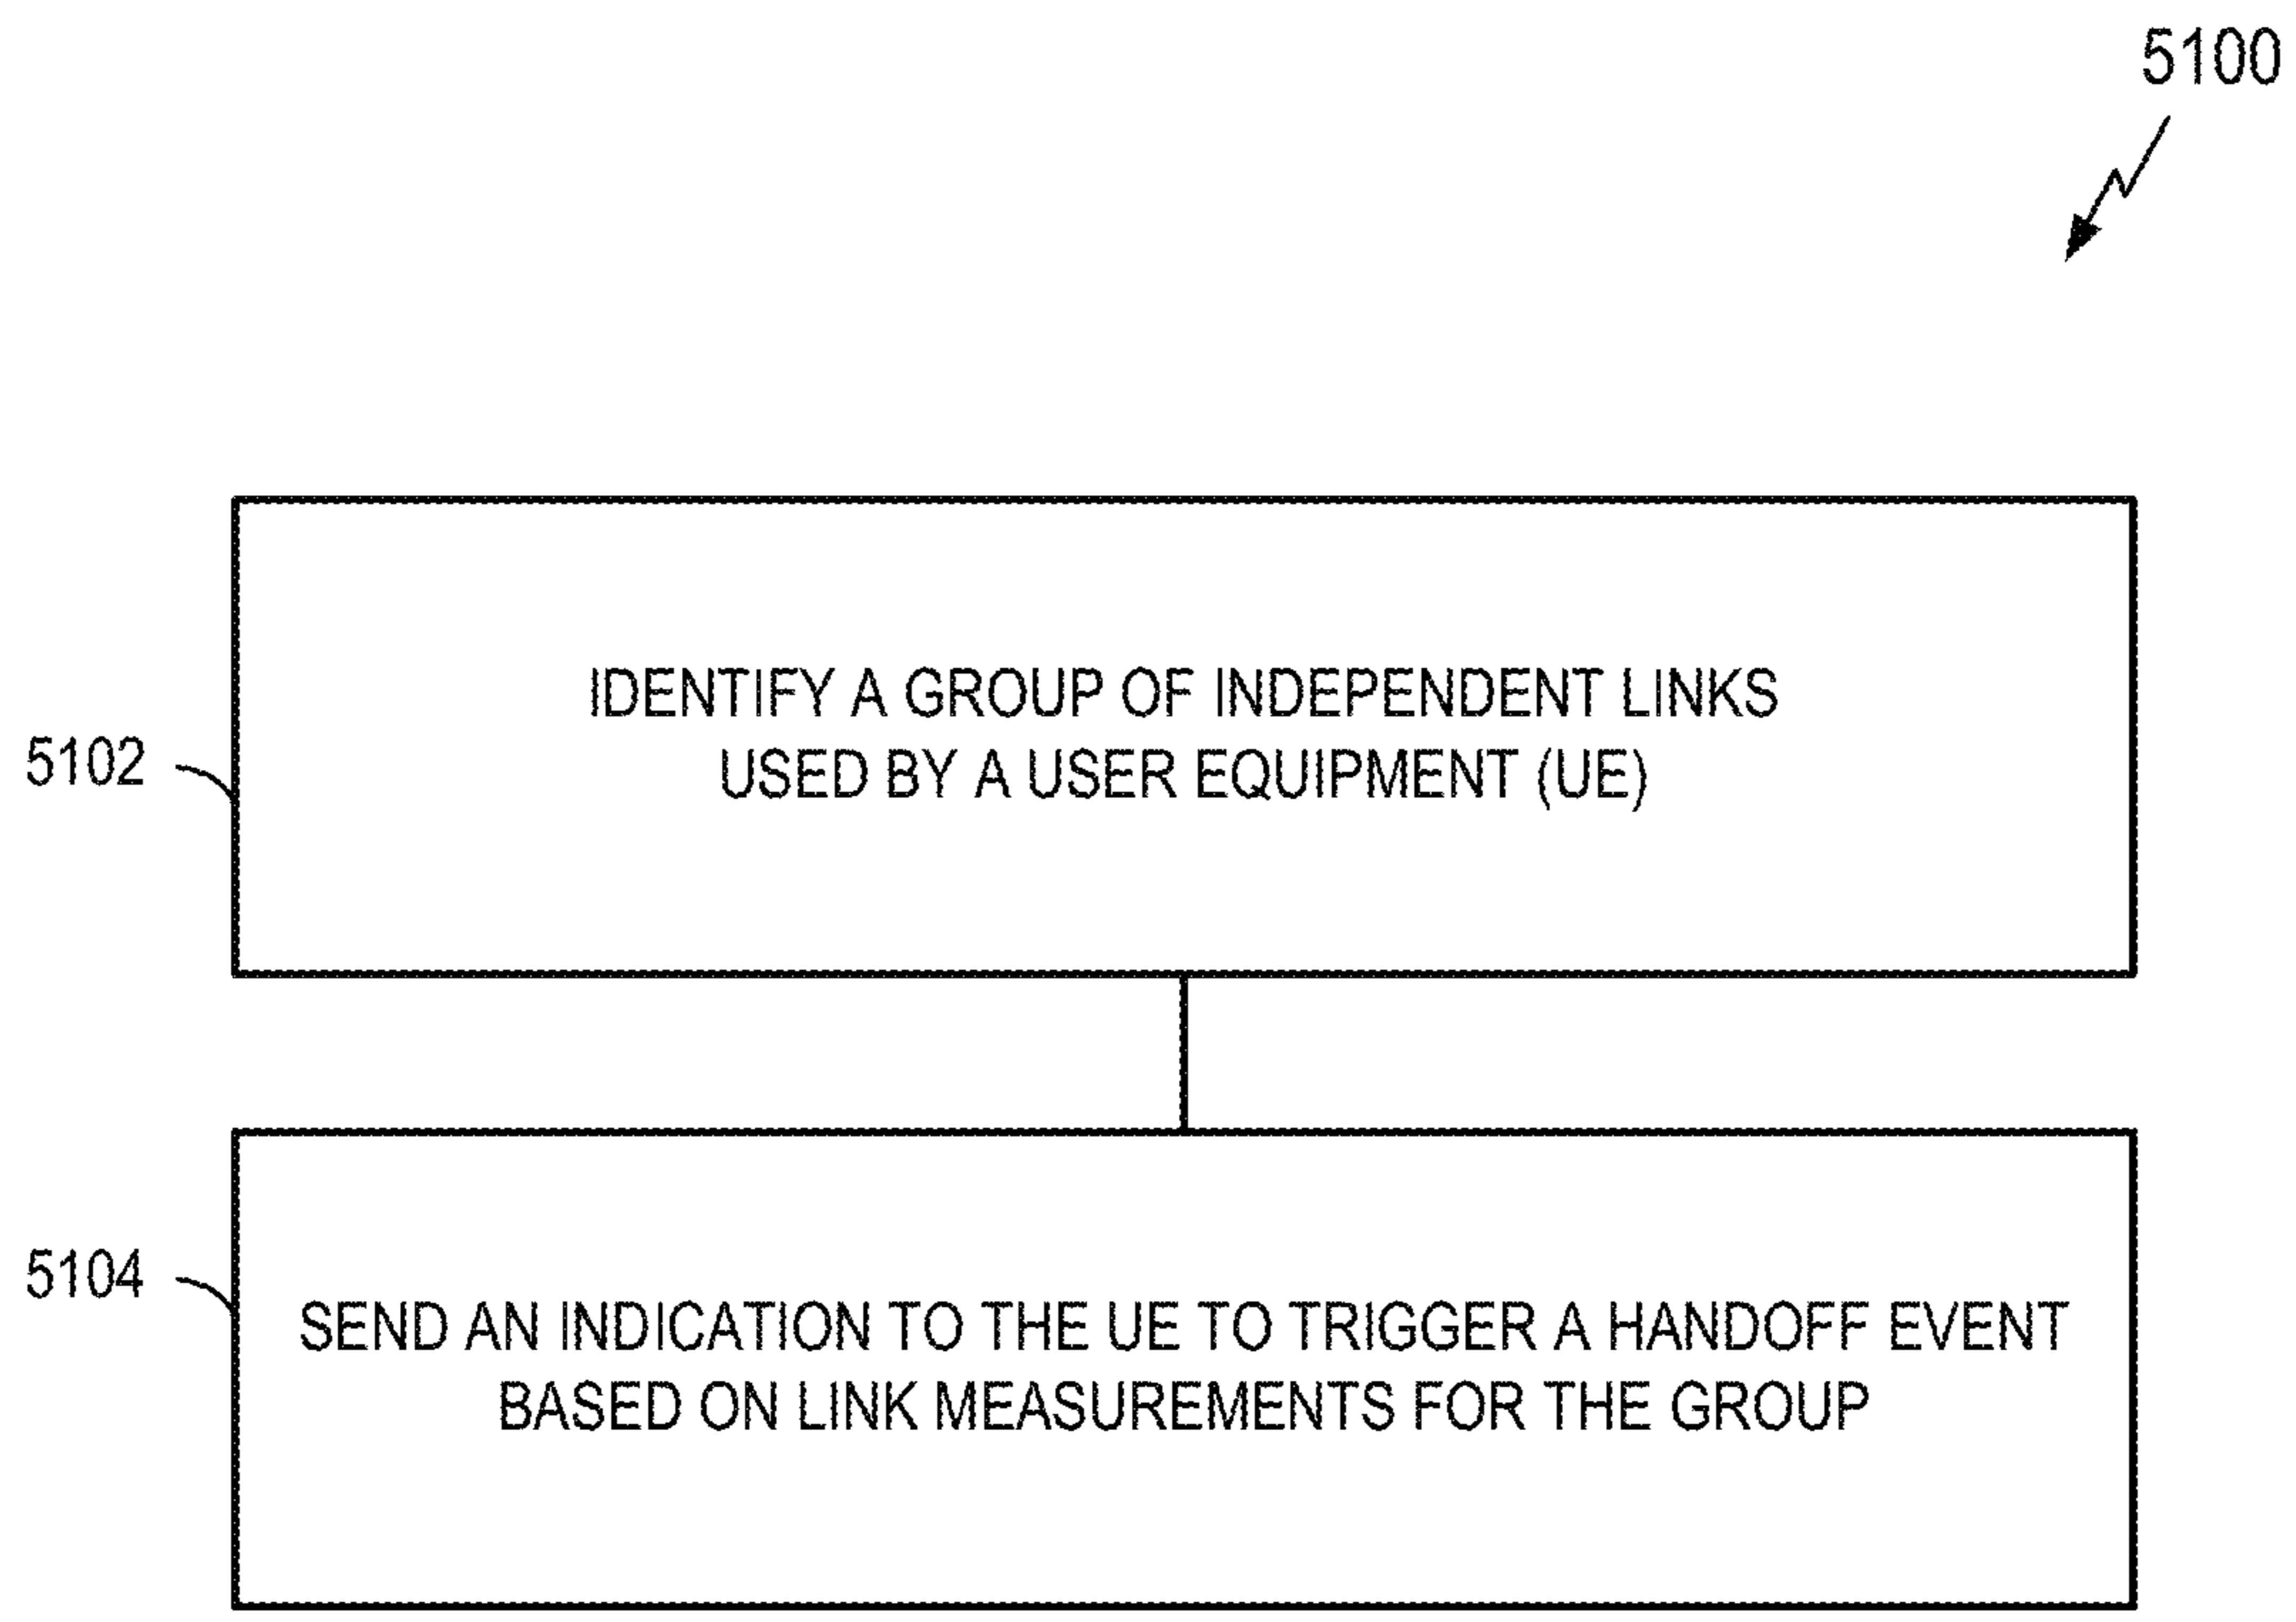 5100
IDENTIFY A GROUP OF INDEPENDENT LINKS
USED BY A USER EQUIPMENT (UE)
5102
SEND AN INDICATION TO THE UE TO TRIGGER A HANDOFF EVENT
BASED ON LINK MEASUREMENTS FOR THE GROUP
5104